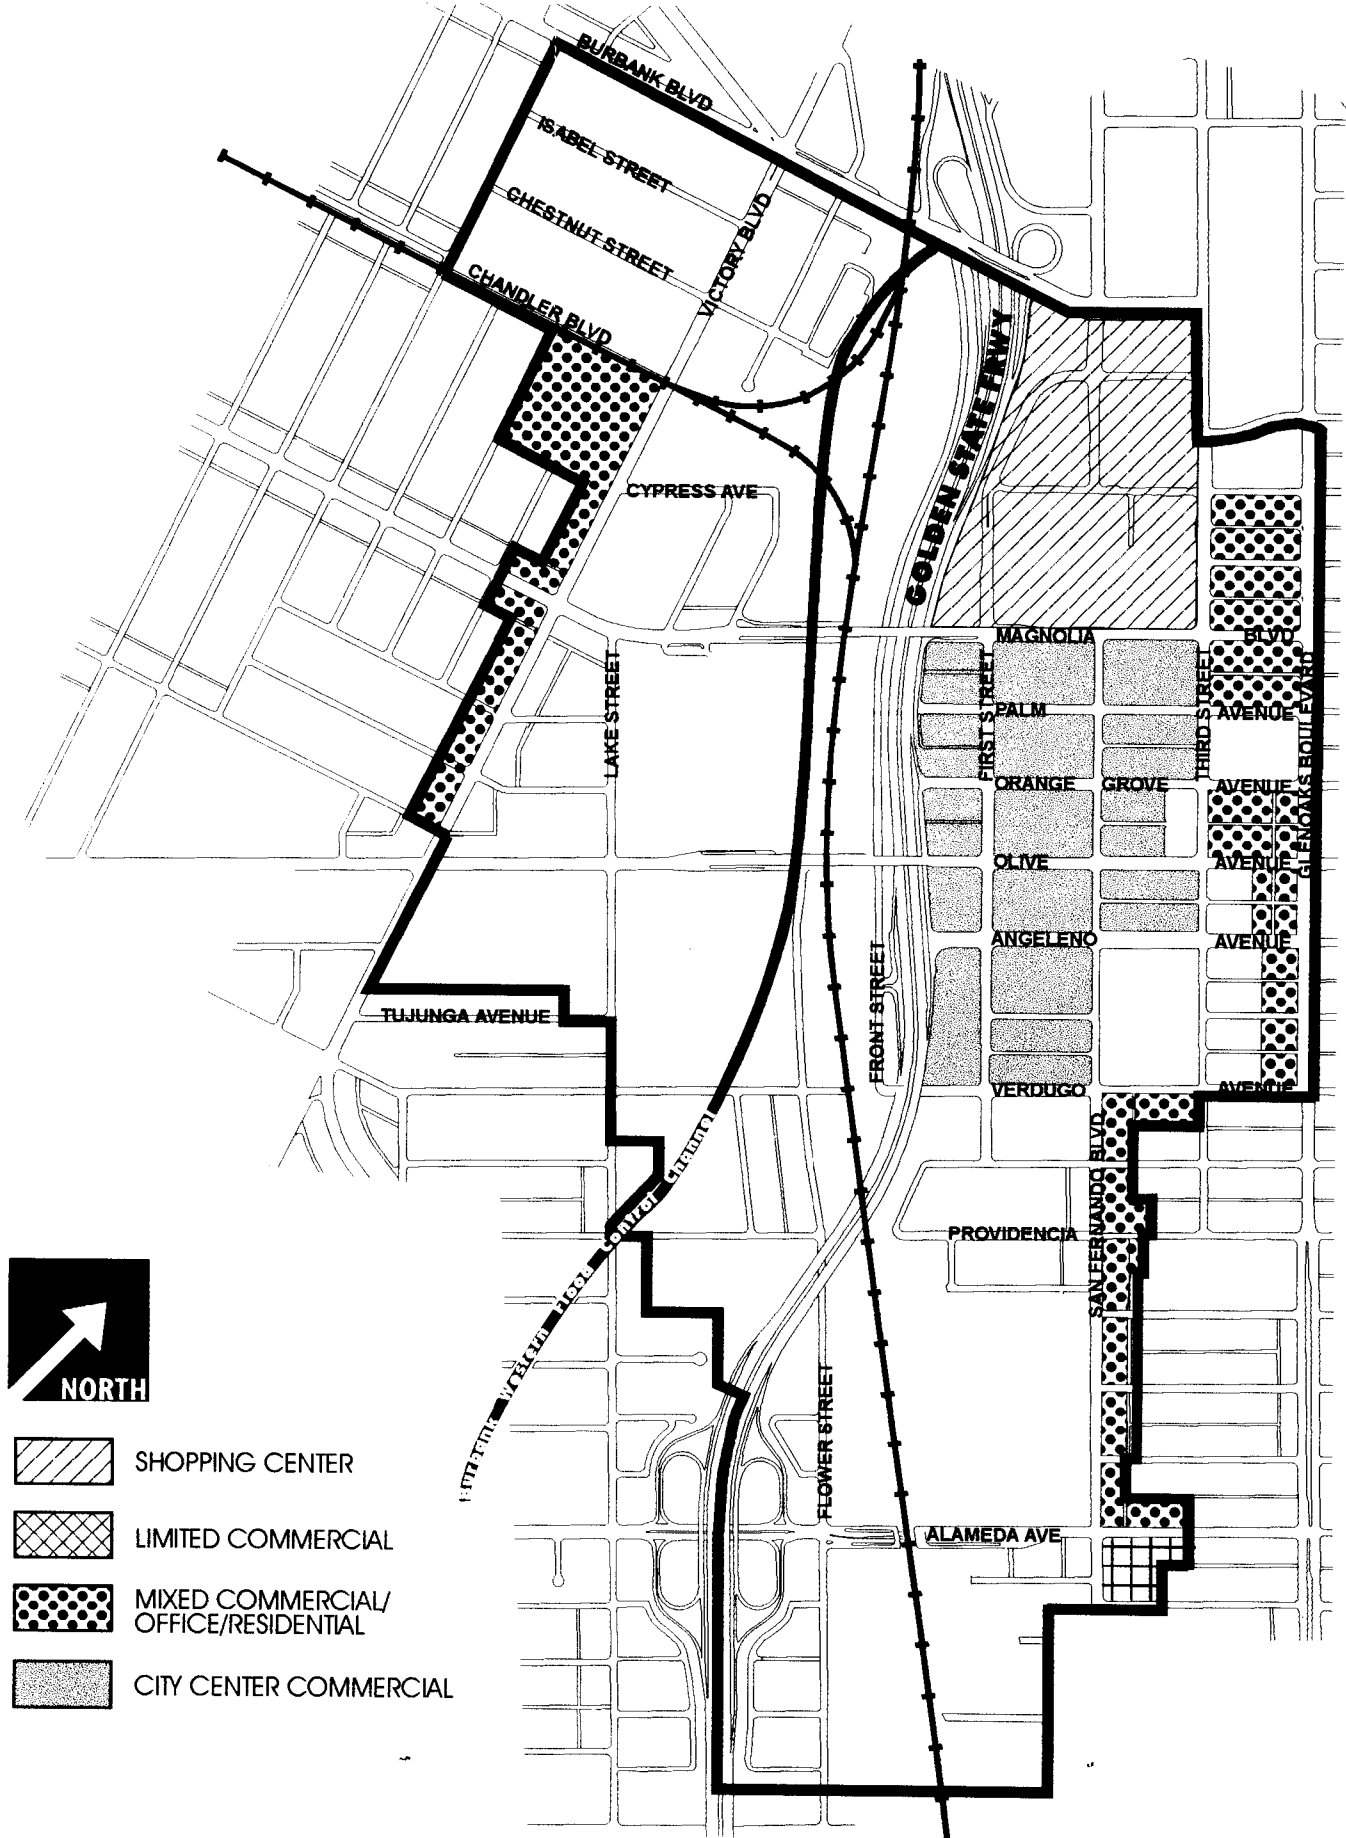 BURBANK BLVD
ISABEL STREET
CHESTNUT STREET
VICTORY BLVD
CHANDLER BLVD
GOLDEN STATE FRWY
CYPRESS AVE
MAGNOLIA BLVD
LAKE STREET
FIRST STREET
THIRD STREET
GLENOAKS BOULEVARD
PALM AVENUE
ORANGE GROVE AVENUE
OLIVE AVENUE
ANGELENO AVENUE
FRONT STREET
TUJUNGA AVENUE
VERDUGO AVENUE
SAN FERNANDO BLVD
Burbank Western Flood Control Channel
PROVIDENCIA
FLOWER STREET
ALAMEDA AVE
NORTH
SHOPPING CENTER
LIMITED COMMERCIAL
MIXED COMMERCIAL/
OFFICE/RESIDENTIAL
CITY CENTER COMMERCIAL